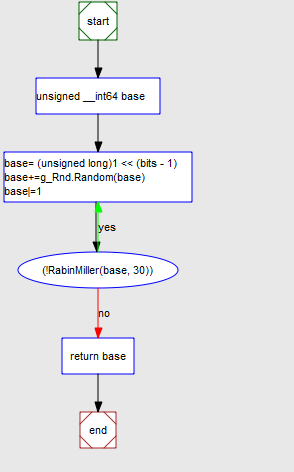 start
unsigned __int64 base
base= (unsigned long)1 << (bits - 1)
base+=g_Rnd.Random(base)
base|=1
yes
(!RabinMiller(base, 30))
no
return base
end